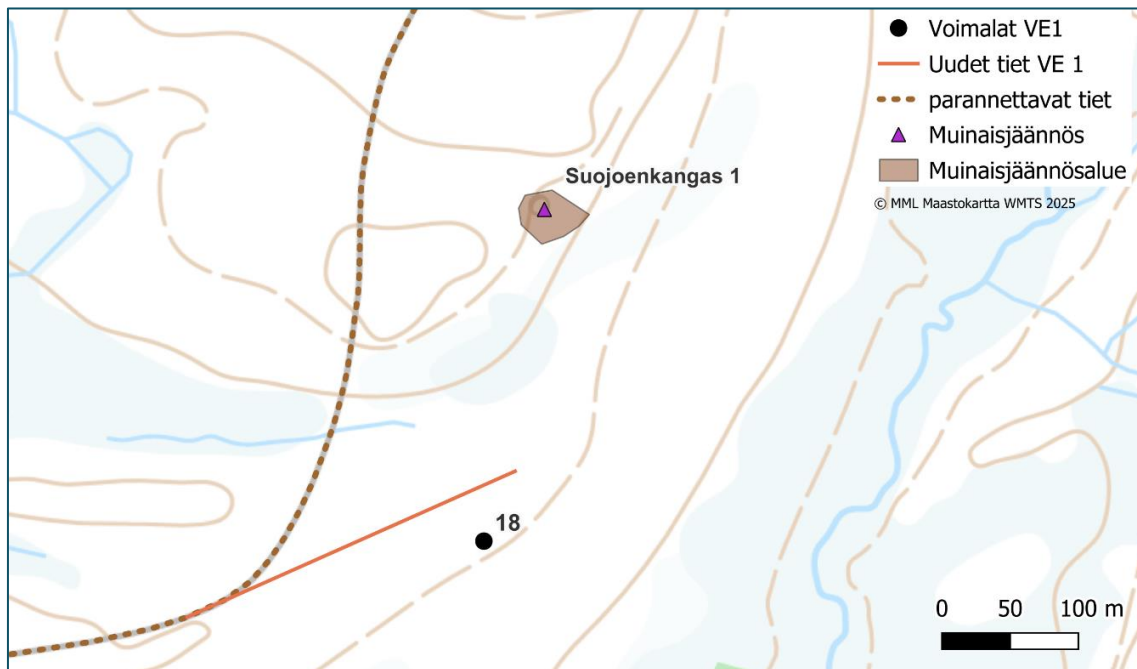 Voimalat VE1
Uudet tiet VE 1
parannettavat tiet
Muinaisjäännös
Muinaisjäännösalue
© MML Maastokartta WMTS 2025
Suojoenkangas 1
18
0 50 100 m